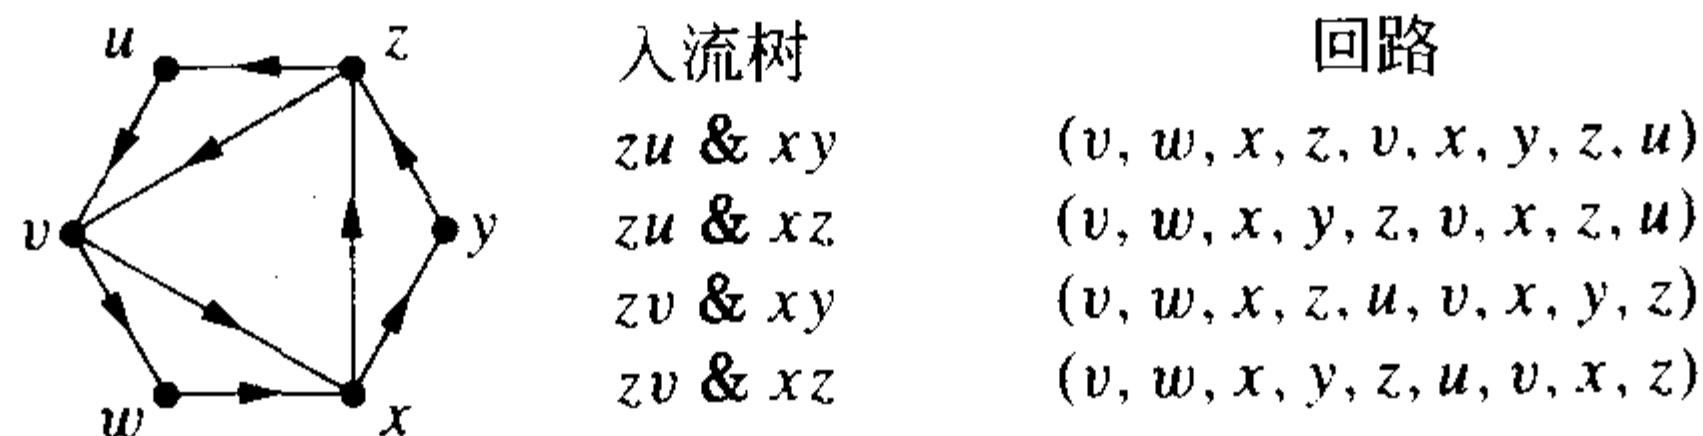 u z 入流树 回路
zu & xy (v, w, x, z, v, x, y, z, u)
v y zu & xz (v, w, x, y, z, v, x, z, u)
zv & xy (v, w, x, z, u, v, x, y, z)
w x zv & xz (v, w, x, y, z, u, v, x, z)